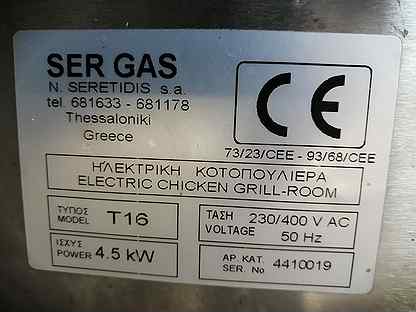 SER GAS
N. SERETIDIS s.a.
tel. 681633 - 681178
Thessaloniki
Greece
CE
73/23/CEE - 93/68/CEE
ΗΛΕΚΤΡΙΚΗ ΚΟΤΟΠΟΥΛΙΕΡΑ
ELECTRIC CHICKEN GRILL-ROOM
ΤΥΠΟΣ
MODEL T16
ΙΣΧΥΣ
POWER 4.5 kW
ΤΑΣΗ 230/400 V AC
VOLTAGE 50 Hz
ΑΡ. ΚΑΤ.
SER No 4410019